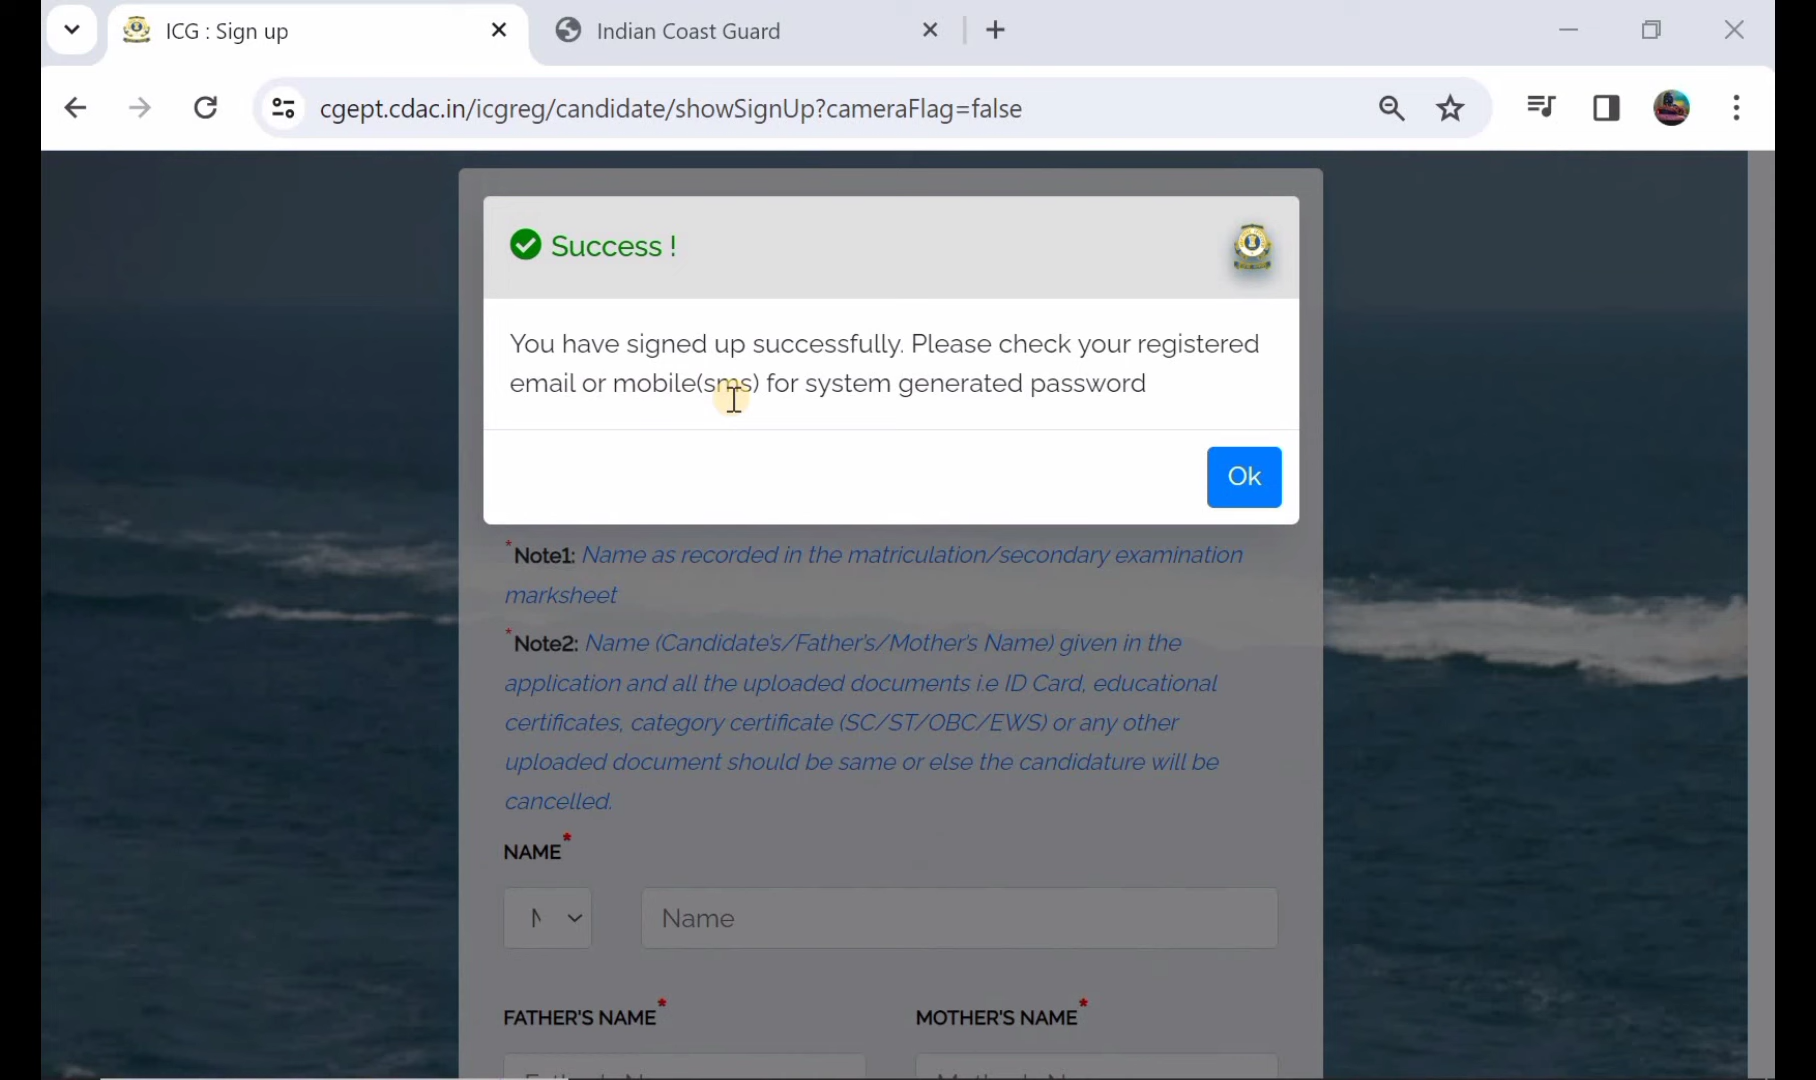 ICG : Sign up
Indian Coast Guard
cgept.cdac.in/icgreg/candidate/showSignUp?cameraFlag=false
Success !
You have signed up successfully. Please check your registered
email or mobile(sms) for system generated password
Ok
*Note1: Name as recorded in the matriculation/secondary examination
marksheet
*Note2: Name (Candidate's/Father's/Mother's Name) given in the
application and all the uploaded documents i.e ID Card, educational
certificates, category certificate (SC/ST/OBC/EWS) or any other
uploaded document should be same or else the candidature will be
cancelled.
NAME*
Name
FATHER'S NAME* MOTHER'S NAME*